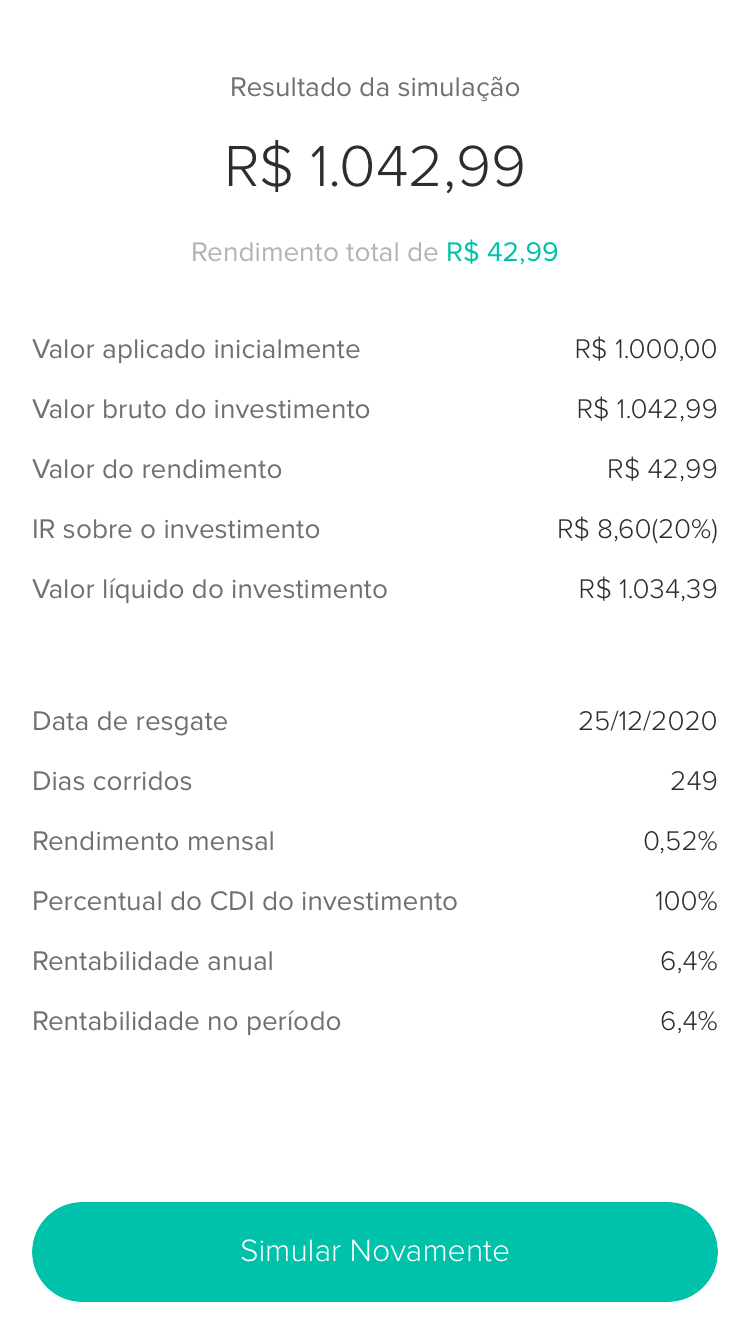 Resultado da simulação
R$ 1.042,99
Rendimento total de R$ 42,99
Valor aplicado inicialmente R$ 1.000,00
Valor bruto do investimento R$ 1.042,99
Valor do rendimento R$ 42,99
IR sobre o investimento R$ 8,60(20%)
Valor líquido do investimento R$ 1.034,39
Data de resgate 25/12/2020
Dias corridos 249
Rendimento mensal 0,52%
Percentual do CDI do investimento 100%
Rentabilidade anual 6,4%
Rentabilidade no período 6,4%
Simular Novamente